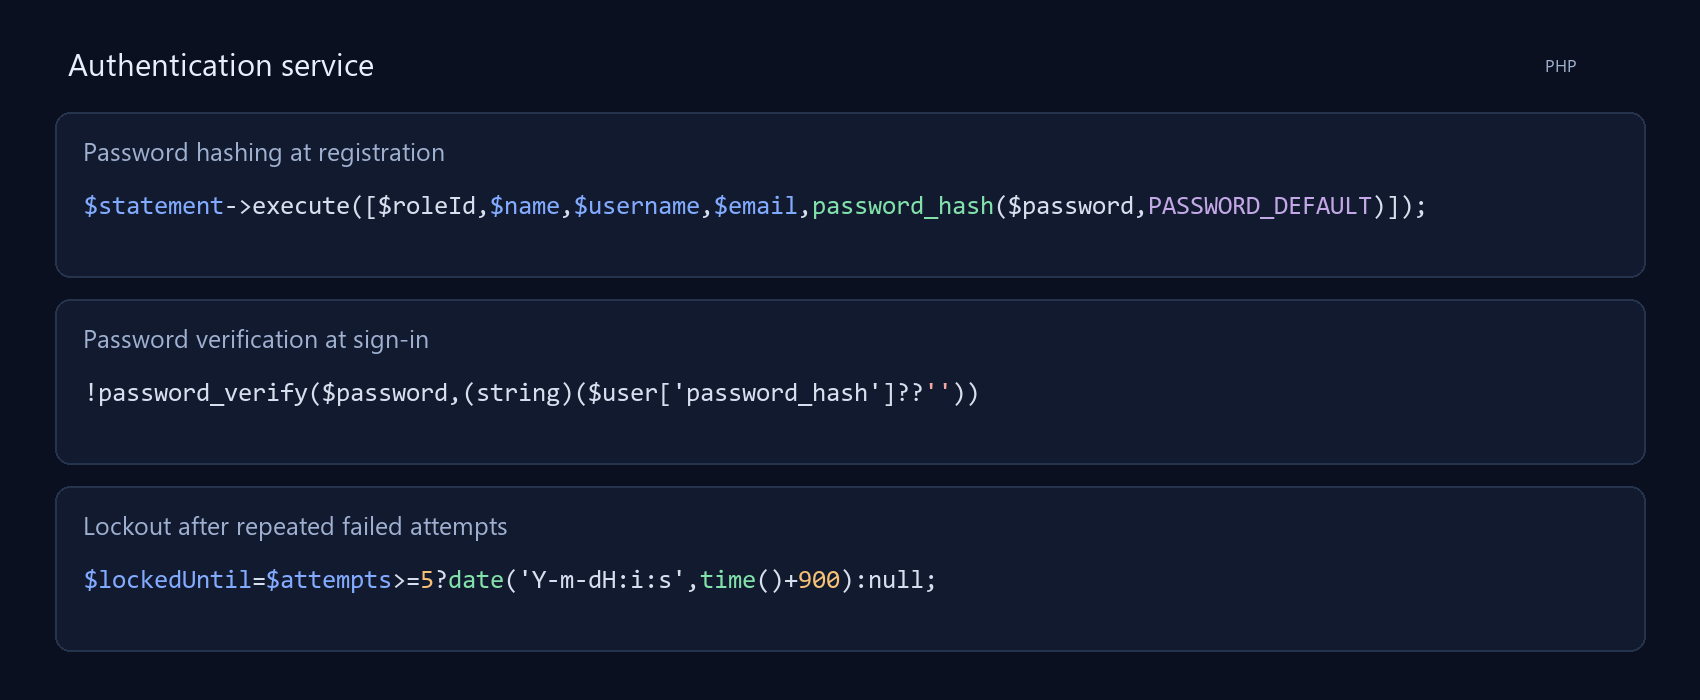 Authentication service
PHP
Password hashing at registration
$statement->execute([$roleId,$name,$username,$email,password_hash($password,PASSWORD_DEFAULT)]);
Password verification at sign-in
!password_verify($password,(string)($user['password_hash']??''))
Lockout after repeated failed attempts
$lockedUntil=$attempts>=5?date('Y-m-dH:i:s',time()+900):null;